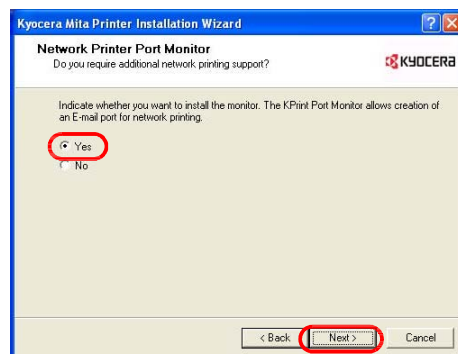 Kyocera Mita Printer Installation Wizard
Network Printer Port Monitor
Do you require additional network printing support?
KYOCERA
Indicate whether you want to install the monitor. The KPrint Port Monitor allows creation of
an E-mail port for network printing.
Yes
No
< Back Next > Cancel